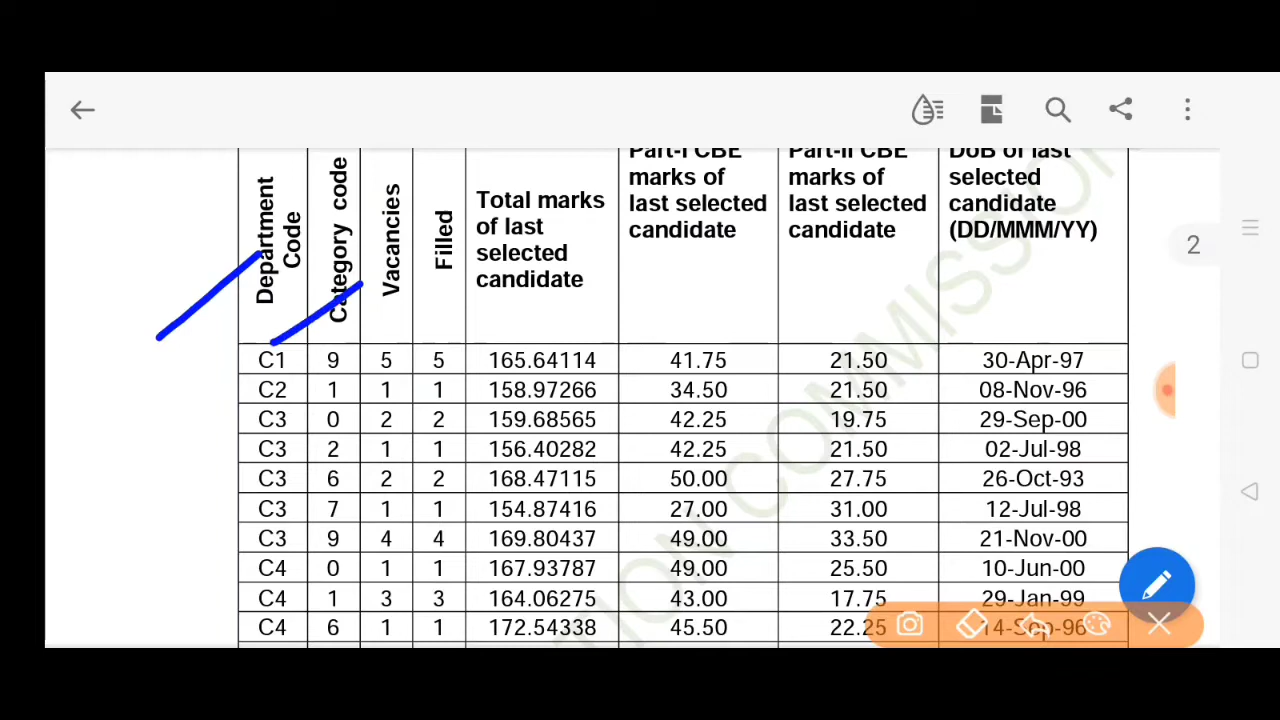 2
Department Code
Category code
Vacancies
Filled
Total marks
of last
selected
candidate
Part-I CBE
marks of
last selected
candidate
Part-II CBE
marks of
last selected
candidate
DoB of last
selected
candidate
(DD/MMM/YY)
C1 9 5 5 165.64114 41.75 21.50 30-Apr-97
C2 1 1 1 158.97266 34.50 21.50 08-Nov-96
C3 0 2 2 159.68565 42.25 19.75 29-Sep-00
C3 2 1 1 156.40282 42.25 21.50 02-Jul-98
C3 6 2 2 168.47115 50.00 27.75 26-Oct-93
C3 7 1 1 154.87416 27.00 31.00 12-Jul-98
C3 9 4 4 169.80437 49.00 33.50 21-Nov-00
C4 0 1 1 167.93787 49.00 25.50 10-Jun-00
C4 1 3 3 164.06275 43.00 17.75 29-Jan-99
C4 6 1 1 172.54338 45.50 22.25 14-Sep-96
TION COMMISSION